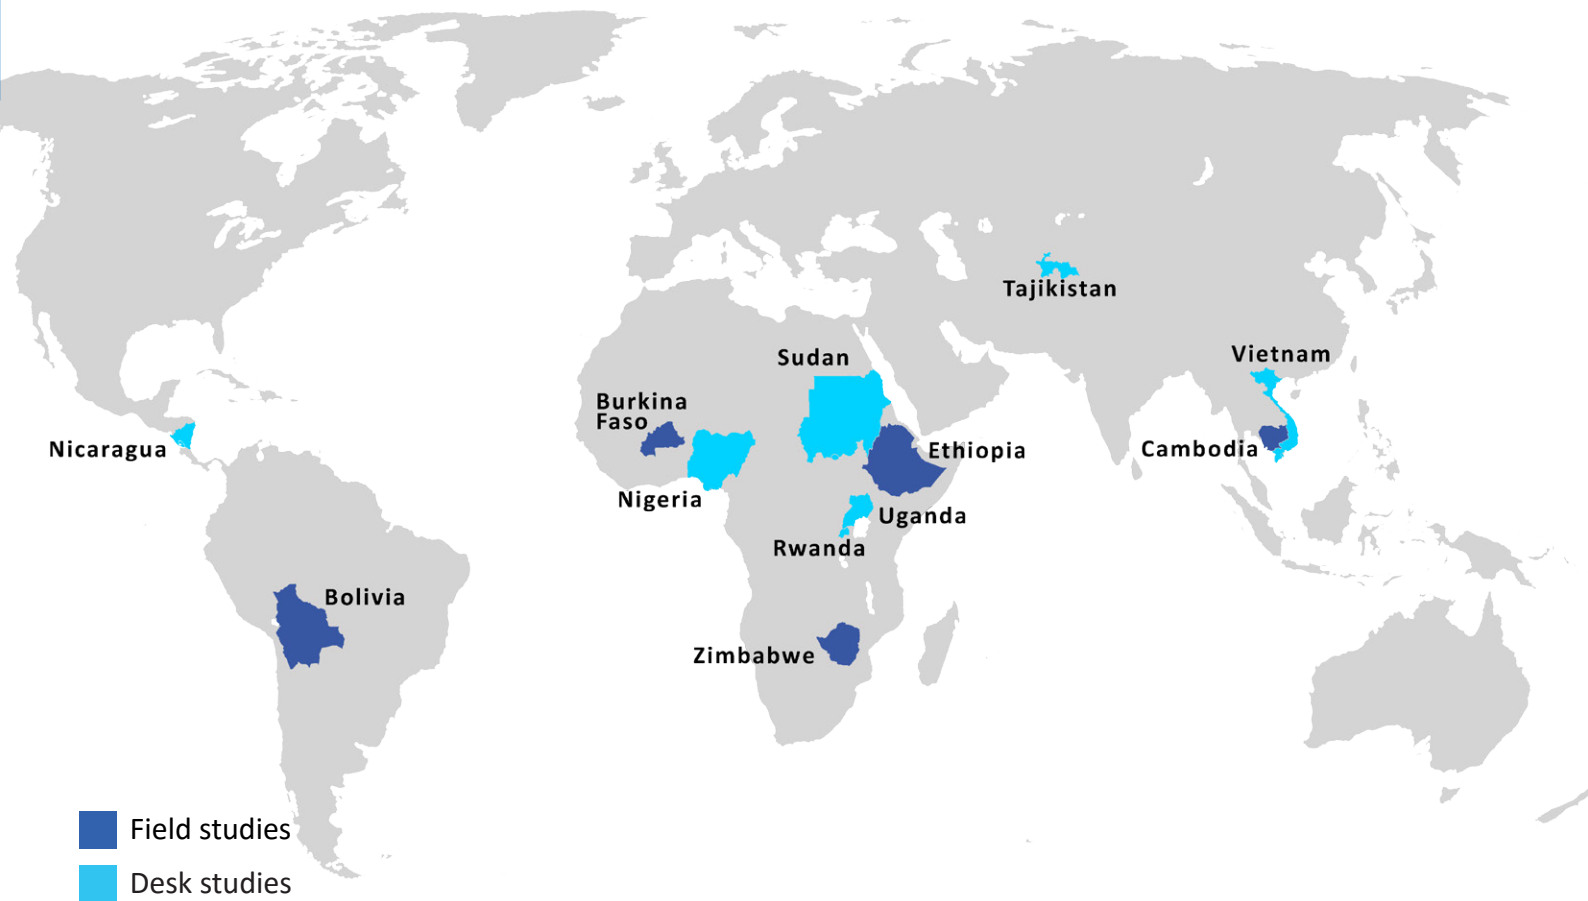 Tajikistan
Vietnam
Sudan
Burkina
Faso
Nicaragua
Ethiopia
Cambodia
Nigeria
Uganda
Rwanda
Bolivia
Zimbabwe
Field studies
Desk studies